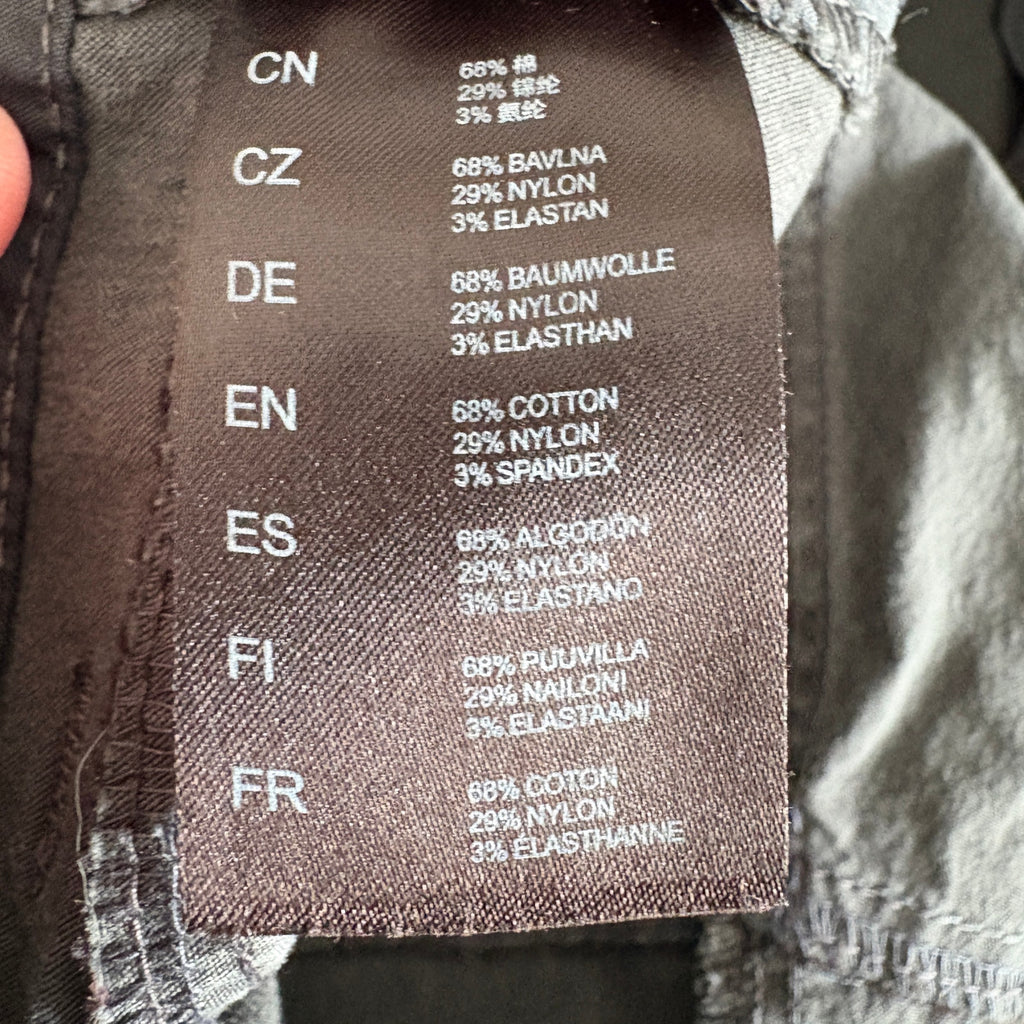 CN
68% 棉
29% 锦纶
3% 氨纶
CZ
68% BAVLNA
29% NYLON
3% ELASTAN
DE
68% BAUMWOLLE
29% NYLON
3% ELASTHAN
EN
68% COTTON
29% NYLON
3% SPANDEX
ES
68% ALGODÓN
29% NYLON
3% ELASTANO
FI
68% PUUVILLA
29% NAILONI
3% ELASTAANI
FR
68% COTON
29% NYLON
3% ELASTHANNE